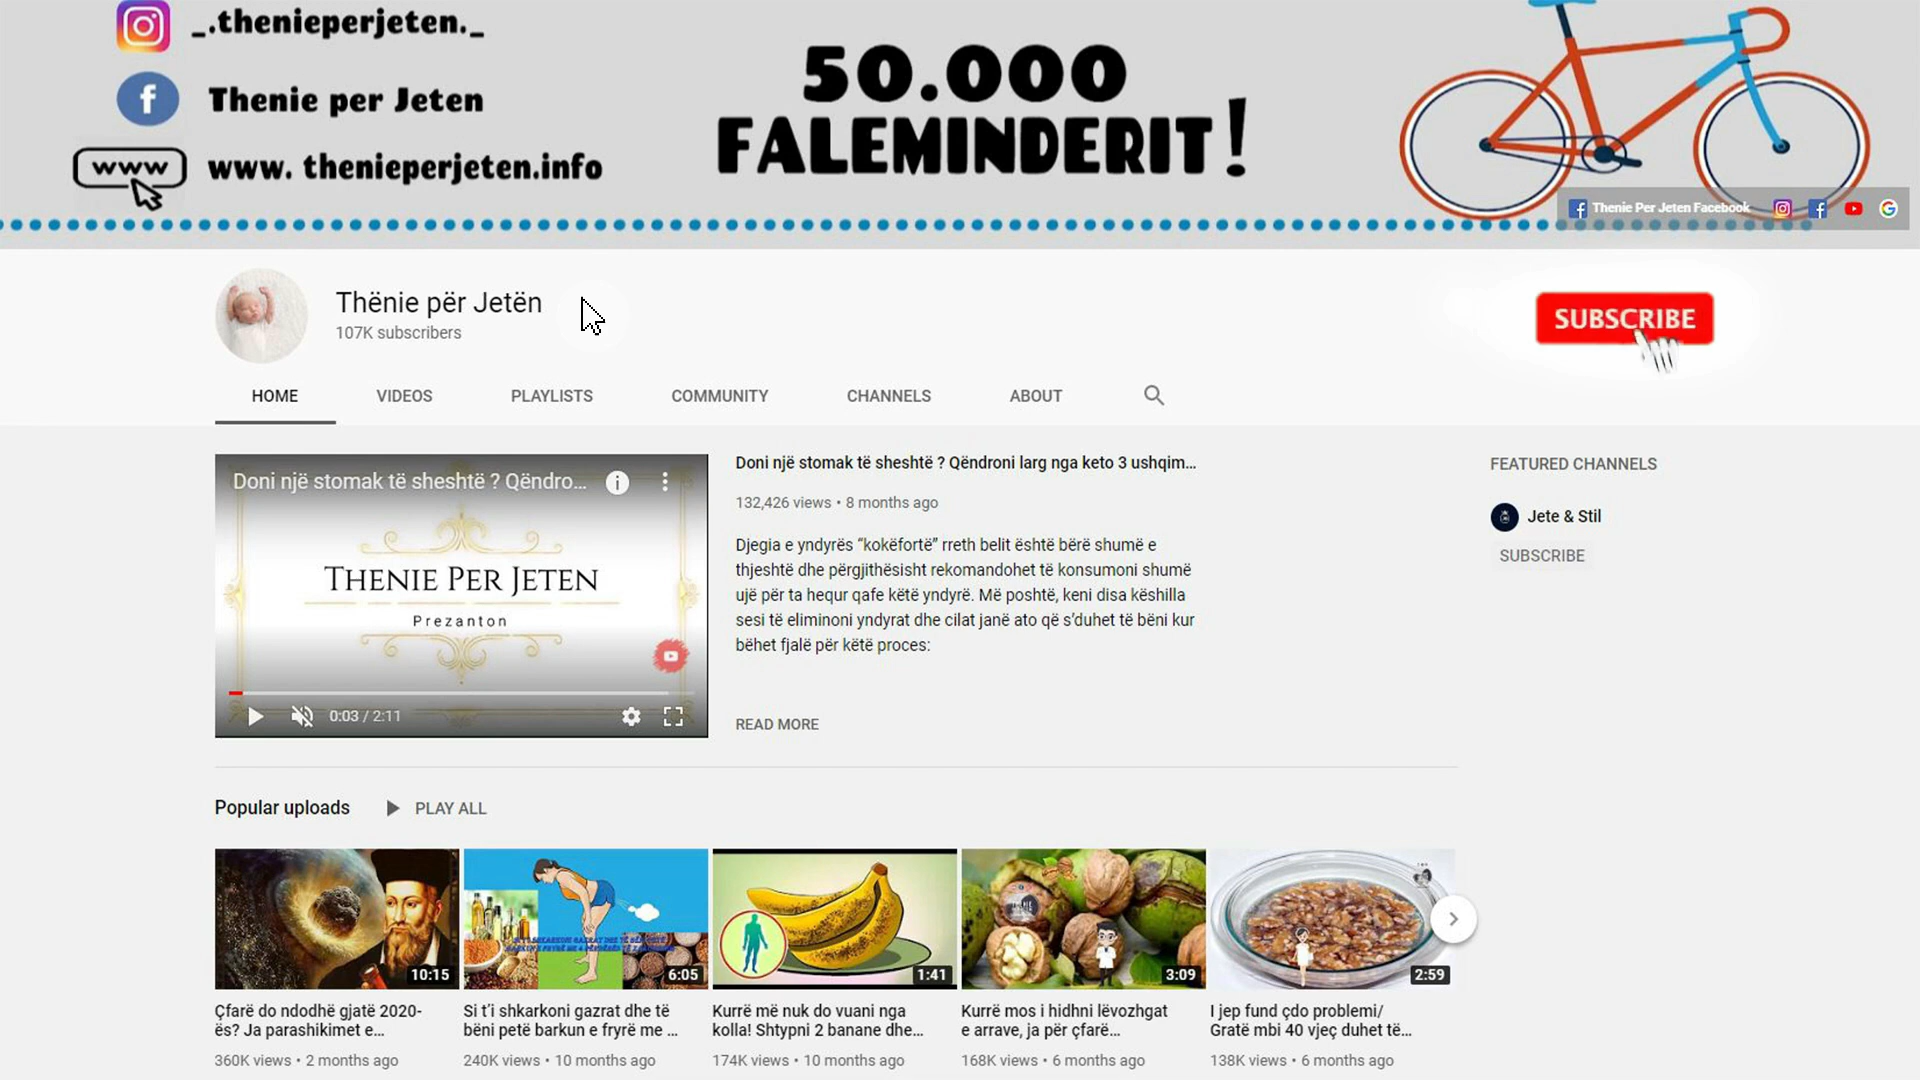 _.thenieperjeten._
Thenie per Jeten
www
www. thenieperjeten.info
50.000
FALEMINDERIT!
Thenie Per Jeten Facebook
Thënie për Jetën
107K subscribers
SUBSCRIBE
HOME VIDEOS PLAYLISTS COMMUNITY CHANNELS ABOUT
Doni një stomak të sheshtë ? Qëndro...
THENIE PER JETEN
Prezanton
0:03 / 2:11
Doni një stomak të sheshtë ? Qëndroni larg nga keto 3 ushqim...
132,426 views • 8 months ago
Djegia e yndyrës “kokëfortë” rreth belit është bërë shumë e
thjeshtë dhe përgjithësisht rekomandohet të konsumoni shumë
ujë për ta hequr qafe këtë yndyrë. Më poshtë, keni disa këshilla
sesi të eliminoni yndyrat dhe cilat janë ato që s’duhet të bëni kur
bëhet fjalë për këtë proces:
READ MORE
FEATURED CHANNELS
Jete & Stil
SUBSCRIBE
Popular uploads PLAY ALL
10:15
Çfarë do ndodhë gjatë 2020-
ës? Ja parashikimet e...
360K views • 2 months ago
6:05
Si t’i shkarkoni gazrat dhe të
bëni petë barkun e fryrë me ...
240K views • 10 months ago
1:41
Kurrë më nuk do vuani nga
kolla! Shtypni 2 banane dhe...
174K views • 10 months ago
3:09
Kurrë mos i hidhni lëvozhgat
e arrave, ja për çfarë...
168K views • 6 months ago
2:59
I jep fund çdo problemi/
Gratë mbi 40 vjeç duhet të...
138K views • 6 months ago